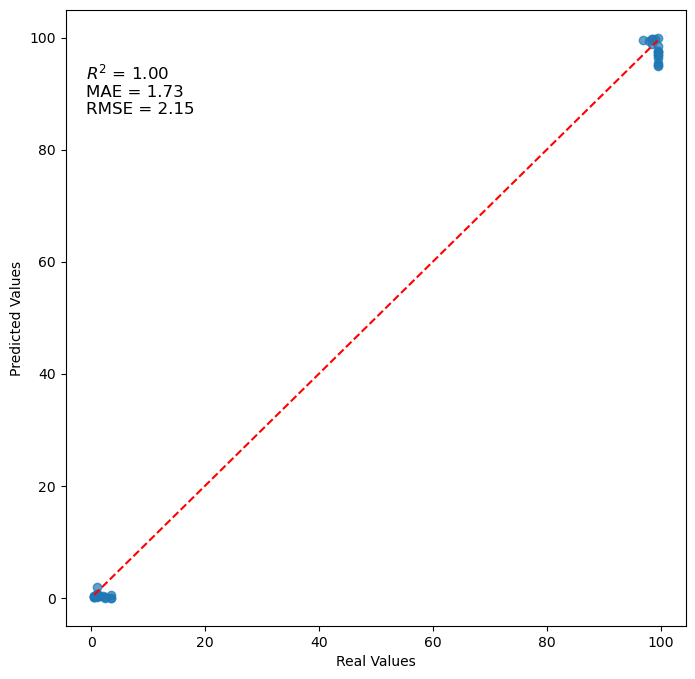 100
80
60
40
20
0
R² = 1.00
MAE = 1.73
RMSE = 2.15
Predicted Values
0 20 40 60 80 100
Real Values